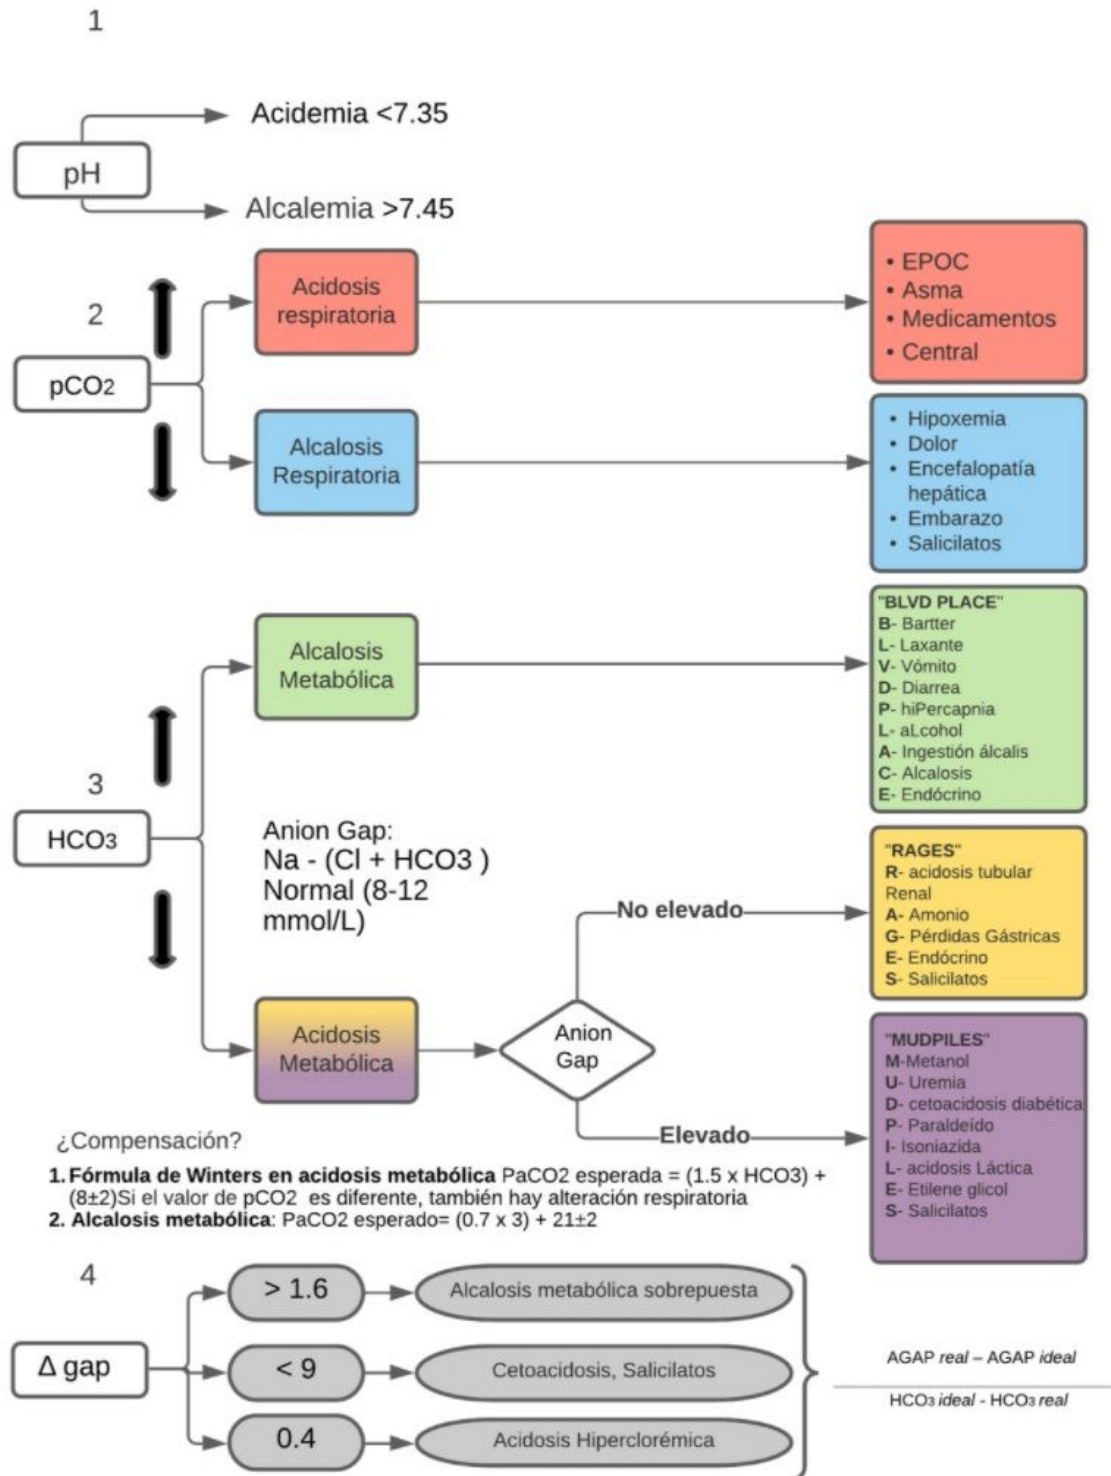 1
Acidemia <7.35
pH
Alcalemia >7.45
2
pCO2
Acidosis
respiratoria
• EPOC
• Asma
• Medicamentos
• Central
Alcalosis
Respiratoria
• Hipoxemia
• Dolor
• Encefalopatía
hepática
• Embarazo
• Salicilatos
3
HCO3
Alcalosis
Metabólica
"BLVD PLACE"
B- Bartter
L- Laxante
V- Vómito
D- Diarrea
P- hiPercapnia
L- aLcohol
A- Ingestión álcalis
C- Alcalosis
E- Endócrino
Anion Gap:
Na - (Cl + HCO3 )
Normal (8-12
mmol/L)
Acidosis
Metabólica
Anion
Gap
No elevado
"RAGES"
R- acidosis tubular
Renal
A- Amonio
G- Pérdidas Gástricas
E- Endócrino
S- Salicilatos
Elevado
"MUDPILES"
M-Metanol
U- Uremia
D- cetoacidosis diabética
P- Paraldeído
I- Isoniazida
L- acidosis Láctica
E- Etilene glicol
S- Salicilatos
¿Compensación?
1. Fórmula de Winters en acidosis metabólica PaCO2 esperada = (1.5 x HCO3) +
(8±2)Si el valor de pCO2 es diferente, también hay alteración respiratoria
2. Alcalosis metabólica: PaCO2 esperado= (0.7 x 3) + 21±2
4
Δ gap
> 1.6
Alcalosis metabólica sobrepuesta
< 9
Cetoacidosis, Salicilatos
0.4
Acidosis Hiperclorémica
AGAP real – AGAP ideal
HCO3 ideal - HCO3 real